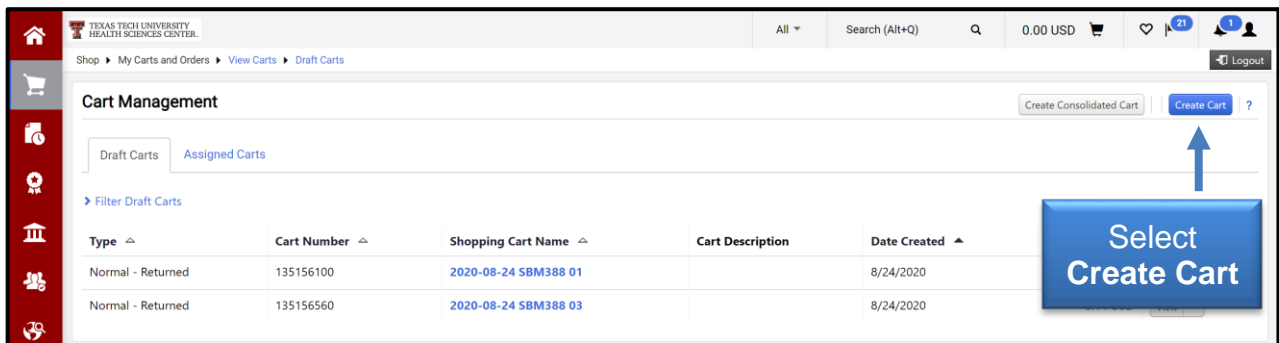 TEXAS TECH UNIVERSITY
HEALTH SCIENCES CENTER.
All Search (Alt+Q) 0.00 USD 21 1
Shop My Carts and Orders View Carts Draft Carts Logout
Cart Management Create Consolidated Cart Create Cart ?
Draft Carts Assigned Carts
Filter Draft Carts
Type Cart Number Shopping Cart Name Cart Description Date Created
Normal - Returned 135156100 2020-08-24 SBM388 01 8/24/2020
Normal - Returned 135156560 2020-08-24 SBM388 03 8/24/2020
Select
Create Cart